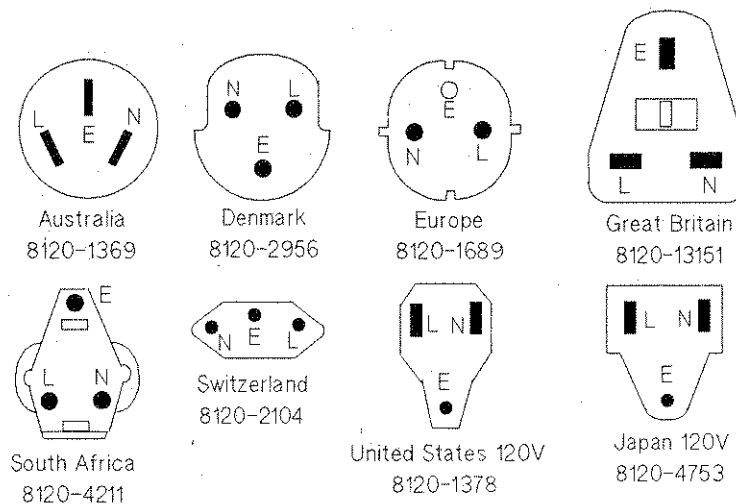 L E N
Australia
8120-1369
N L
E
Denmark
8120-2956
E
N L
Europe
8120-1689
E
L N
Great Britain
8120-13151
E
L N
South Africa
8120-4211
N E L
Switzerland
8120-2104
L N
E
United States 120V
8120-1378
L N
E
Japan 120V
8120-4753